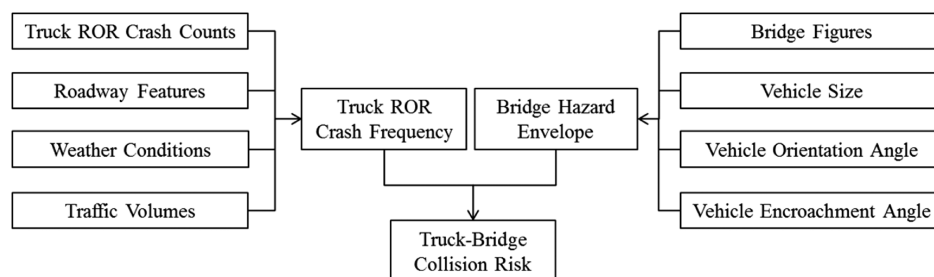 Truck ROR Crash Counts
Roadway Features
Weather Conditions
Traffic Volumes
Truck ROR
Crash Frequency
Bridge Hazard
Envelope
Bridge Figures
Vehicle Size
Vehicle Orientation Angle
Vehicle Encroachment Angle
Truck-Bridge
Collision Risk